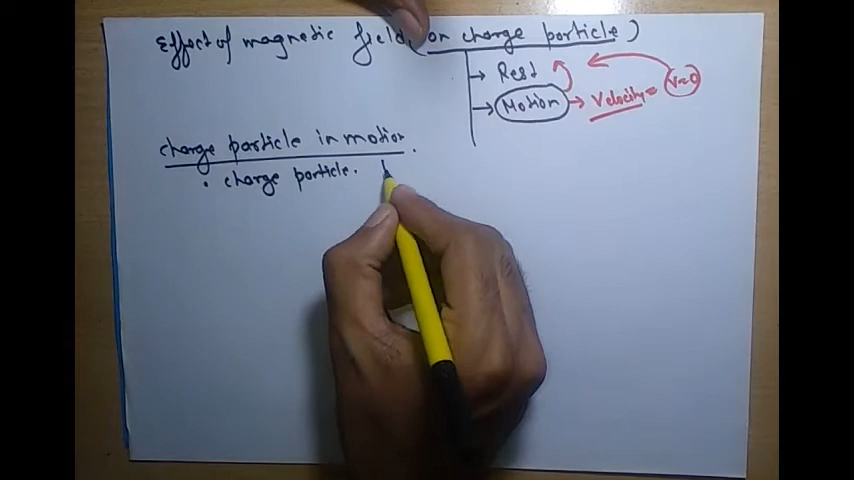 Effect of magnetic field, on charge particle )
→ Rest
→ Motion → Velocity = V=0
charge particle in motion.
• charge particle.